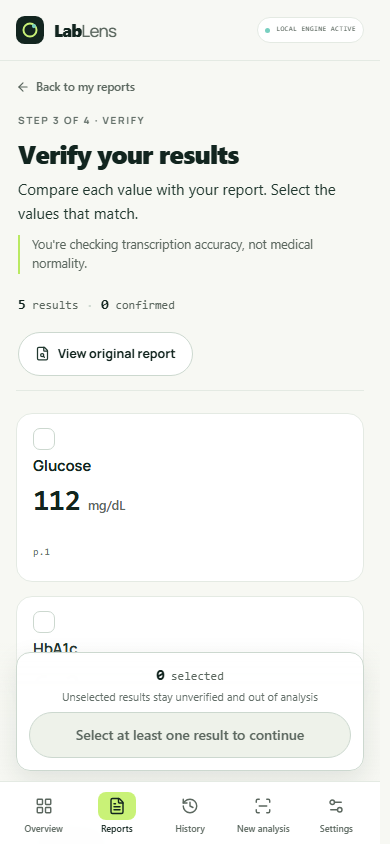 LabLens
LOCAL ENGINE ACTIVE
Back to my reports
STEP 3 OF 4 · VERIFY
Verify your results
Compare each value with your report. Select the
values that match.
You're checking transcription accuracy, not medical
normality.
5 results · 0 confirmed
View original report
Glucose
112 mg/dL
p.1
HbA1c
0 selected
Unselected results stay unverified and out of analysis
Select at least one result to continue
Overview Reports History New analysis Settings